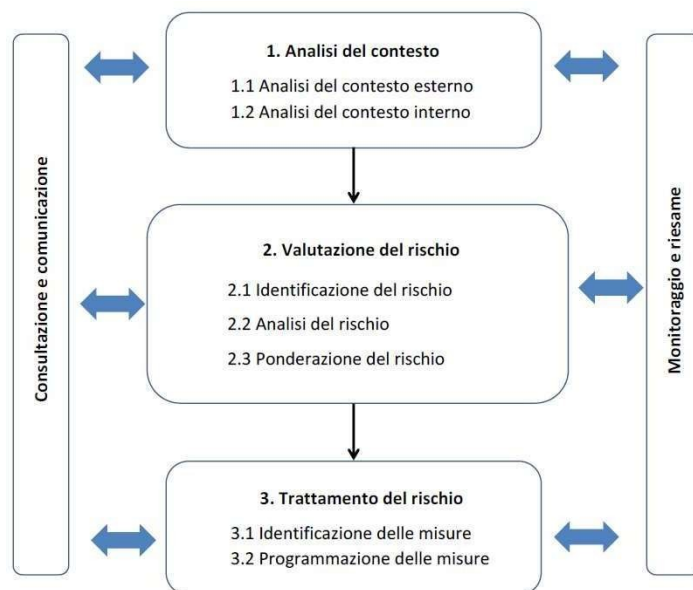 Consultazione e comunicazione
1. Analisi del contesto
1.1 Analisi del contesto esterno
1.2 Analisi del contesto interno
2. Valutazione del rischio
2.1 Identificazione del rischio
2.2 Analisi del rischio
2.3 Ponderazione del rischio
3. Trattamento del rischio
3.1 Identificazione delle misure
3.2 Programmazione delle misure
Monitoraggio e riesame